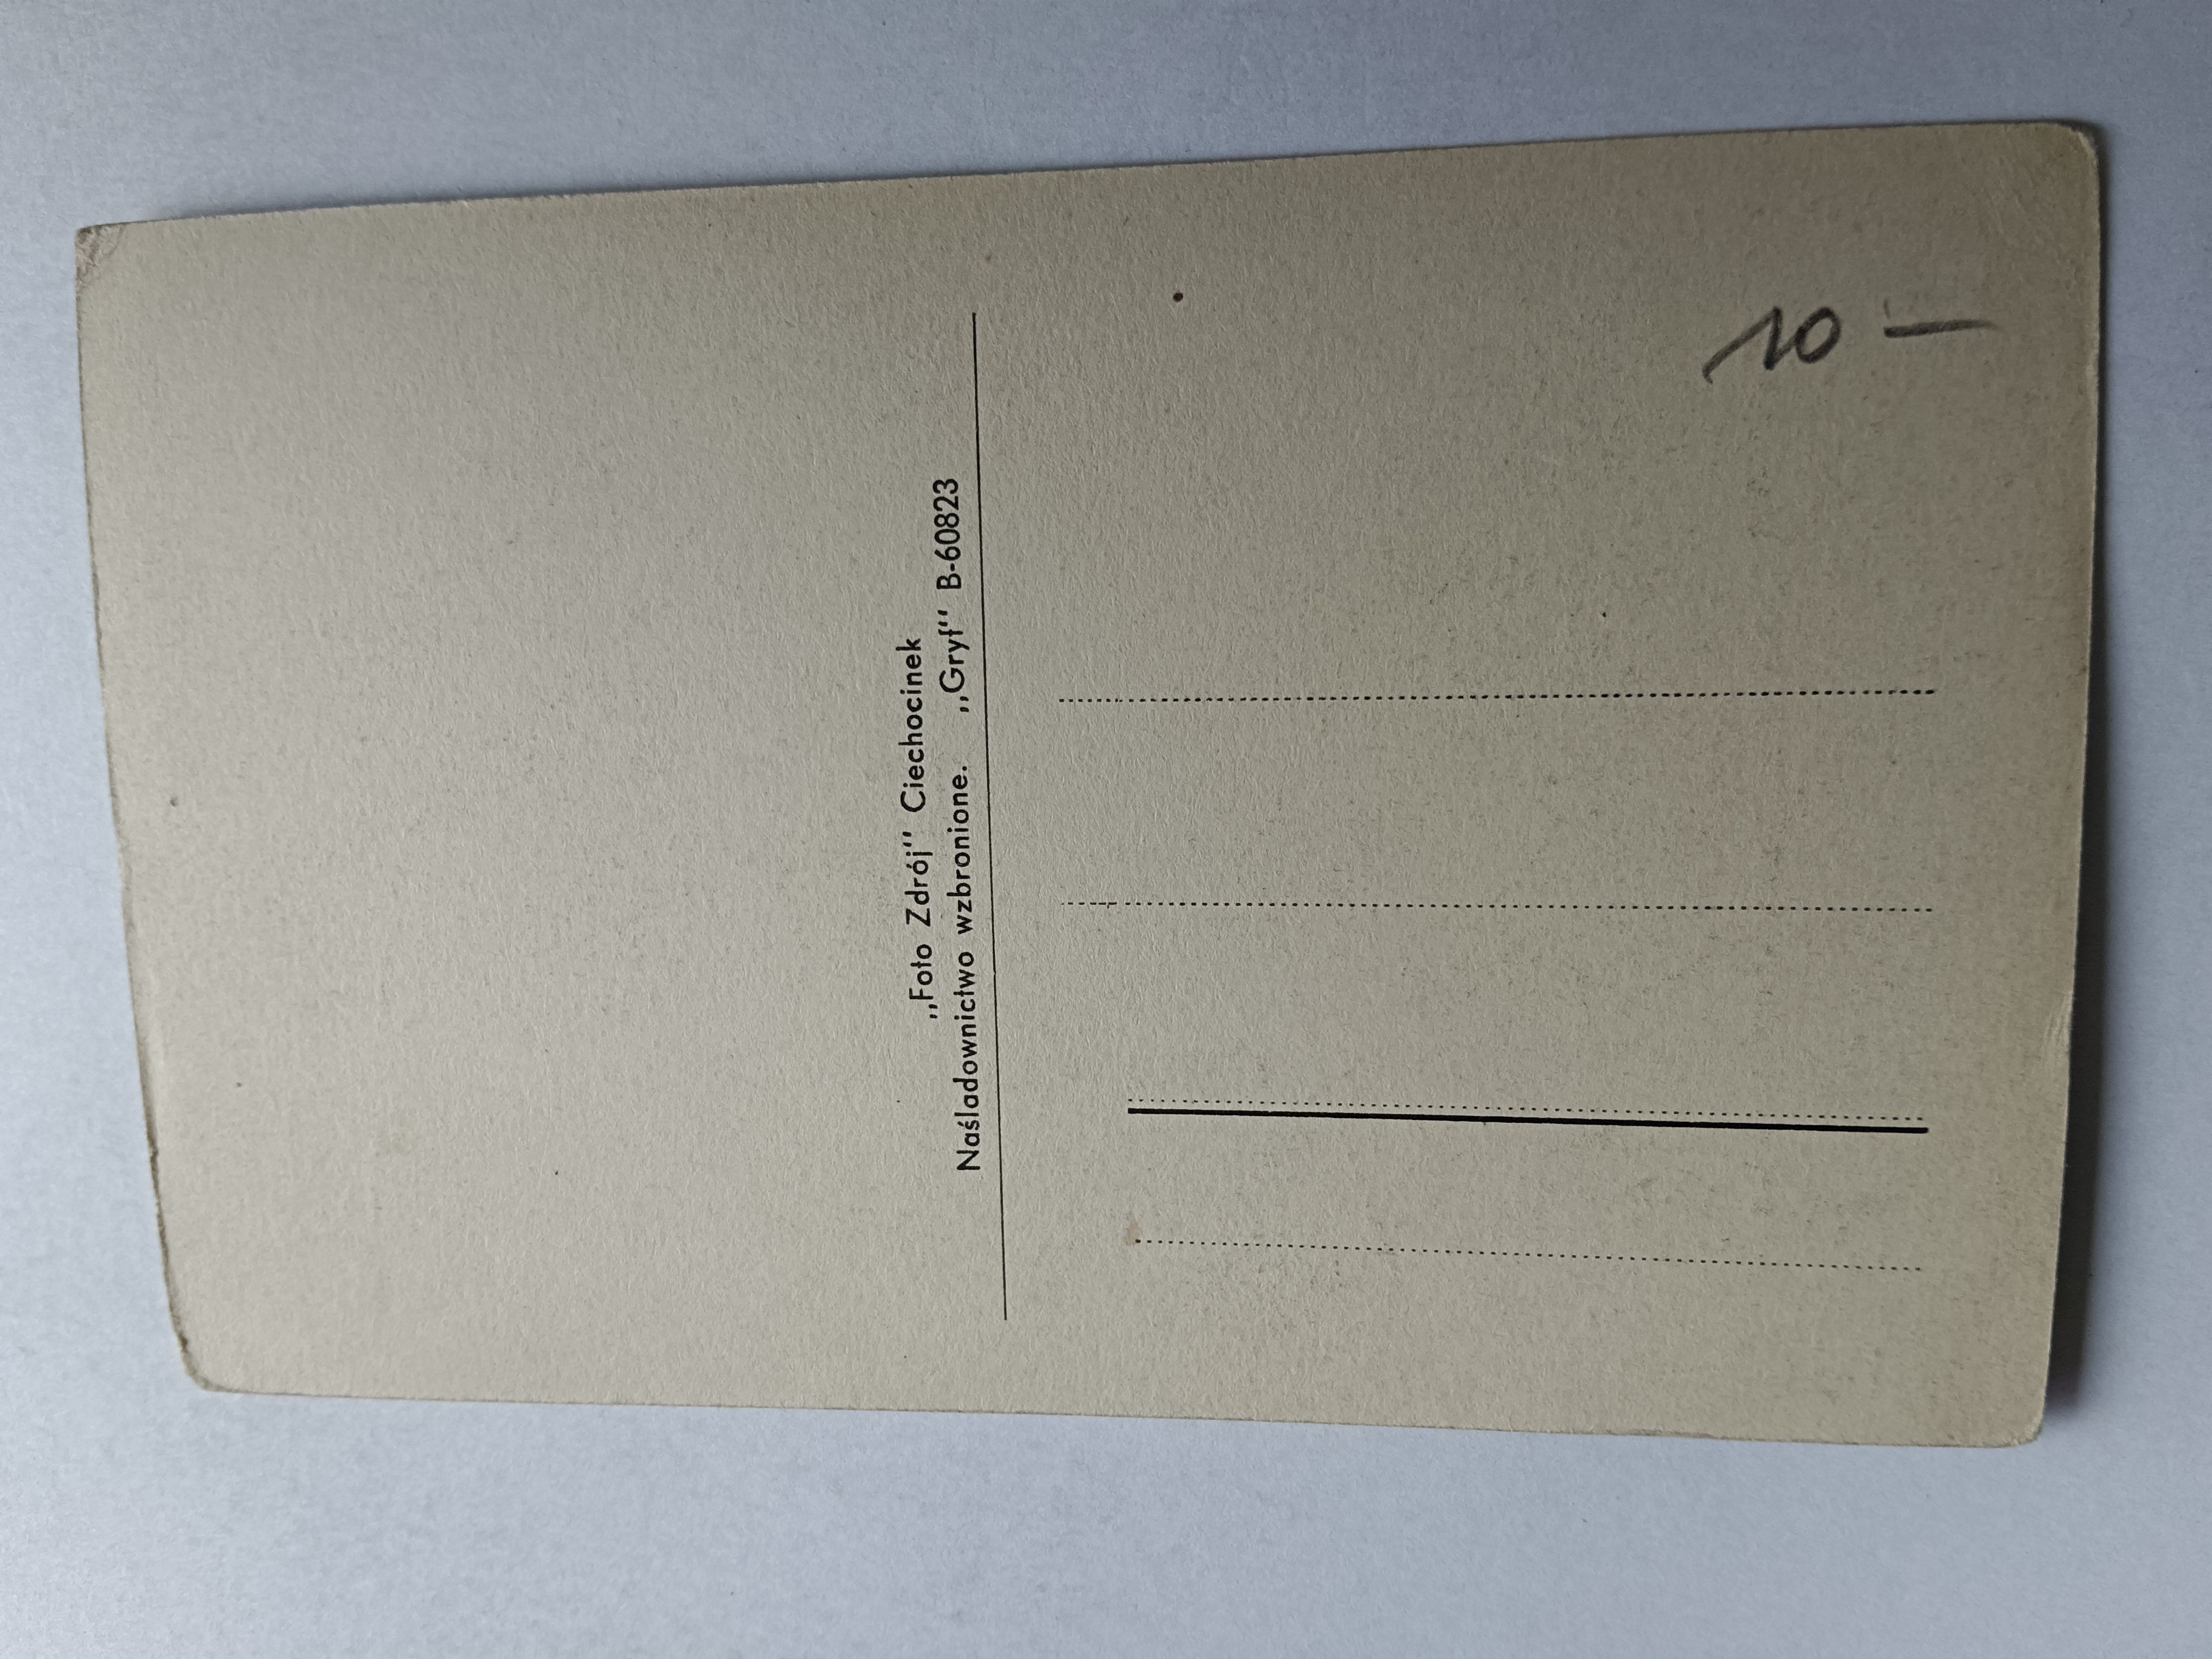 „Foto Zdrój" Ciechocinek
Naśladownictwo wzbronione. „Gryf" B-60823
10 —